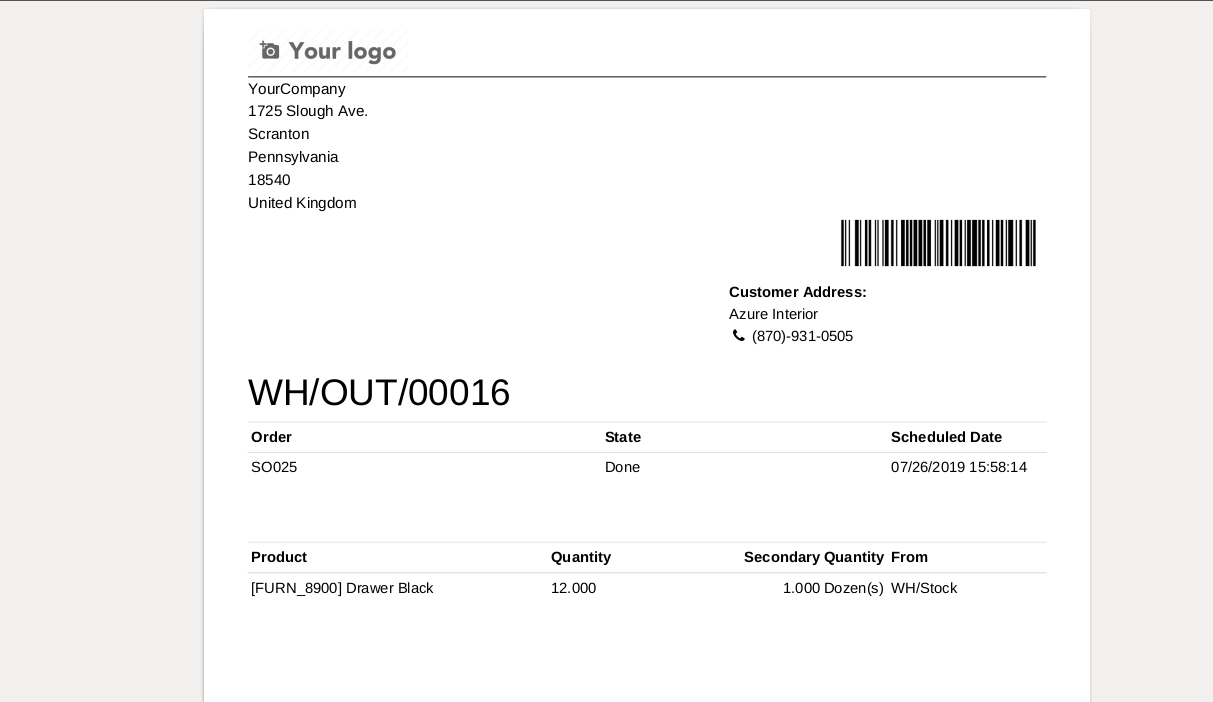 Your logo
YourCompany
1725 Slough Ave.
Scranton
Pennsylvania
18540
United Kingdom
Customer Address:
Azure Interior
(870)-931-0505
WH/OUT/00016
Order State Scheduled Date
SO025 Done 07/26/2019 15:58:14
Product Quantity Secondary Quantity From
[FURN_8900] Drawer Black 12.000 1.000 Dozen(s) WH/Stock